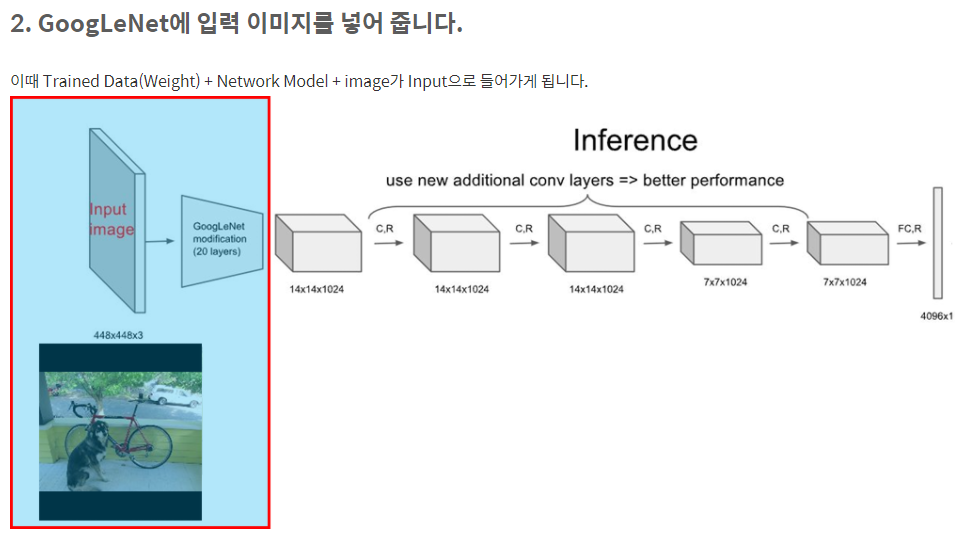 2. GoogLeNet에 입력 이미지를 넣어 줍니다.
이때 Trained Data(Weight) + Network Model + image가 Input으로 들어가게 됩니다.
Inference
use new additional conv layers => better performance
Input
image
GoogLeNet
modification
(20 layers)
C,R
C,R
C,R
C,R
FC,R
14x14x1024
14x14x1024
14x14x1024
7x7x1024
7x7x1024
4096x1
448x448x3